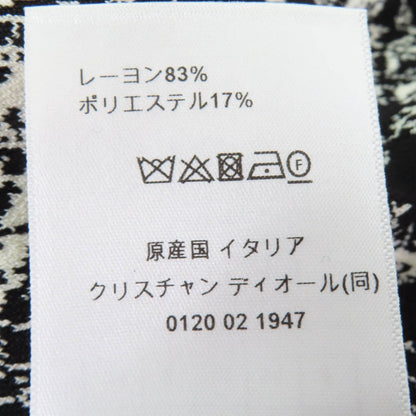 レーヨン83%
ポリエステル17%
F
原産国 イタリア
クリスチャン ディオール(同)
0120 02 1947